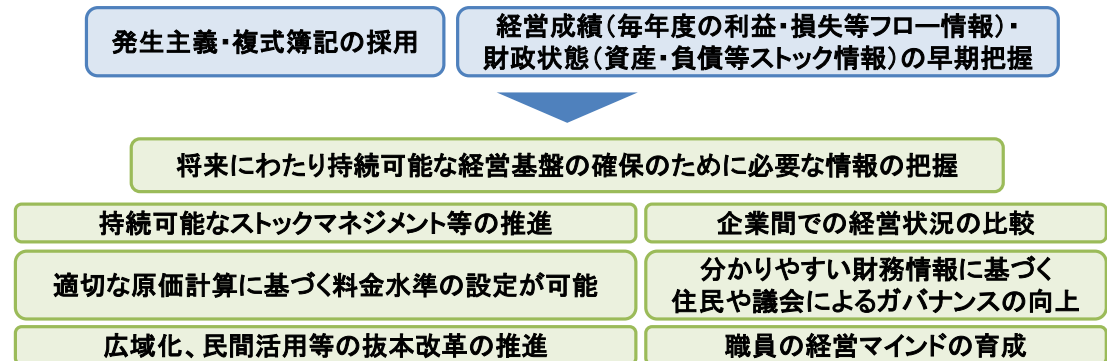 発生主義・複式簿記の採用
経営成績(毎年度の利益・損失等フロー情報)・
財政状態(資産・負債等ストック情報)の早期把握
将来にわたり持続可能な経営基盤の確保のために必要な情報の把握
持続可能なストックマネジメント等の推進
企業間での経営状況の比較
適切な原価計算に基づく料金水準の設定が可能
分かりやすい財務情報に基づく
住民や議会によるガバナンスの向上
広域化、民間活用等の抜本改革の推進
職員の経営マインドの育成